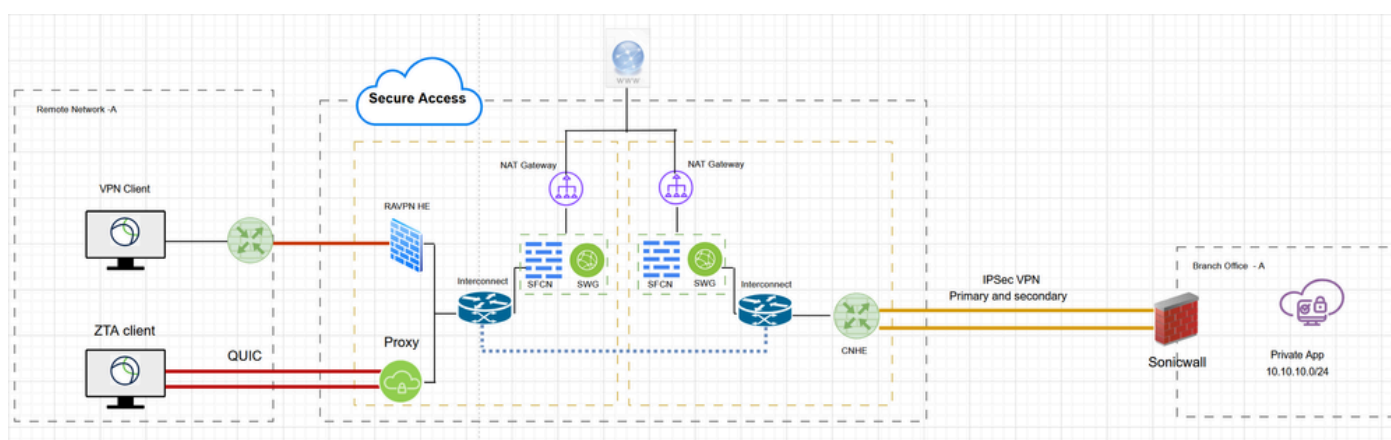 www
Secure Access
Remote Network -A
NAT Gateway
NAT Gateway
VPN Client
RAVPN HE
Interconnect
SFCN
SWG
SFCN
SWG
Interconnect
IPSec VPN
Primary and secondary
Branch Office - A
ZTA client
QUIC
Proxy
CNHE
Sonicwall
Private App
10.10.10.0/24